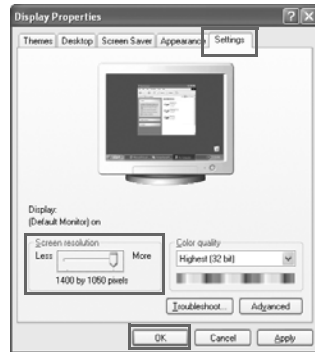 Display Properties
Themes Desktop Screen Saver Appearance Settings
Display:
(Default Monitor) on
Screen resolution
Less More
1400 by 1050 pixels
Color quality
Highest (32 bit)
Troubleshoot... Advanced
OK Cancel Apply